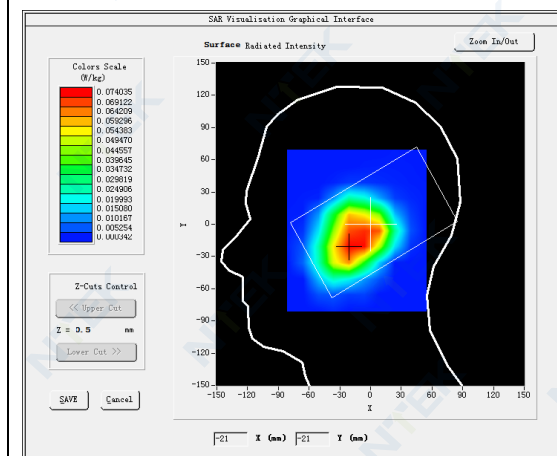 SAR Visualisation Graphical Interface
Surface Radiated Intensity
Zoom In/Out
Colors Scale
(W/kg)
0.074035
0.069122
0.064209
0.059296
0.054383
0.049470
0.044557
0.039645
0.034732
0.029819
0.024906
0.019993
0.015080
0.010167
0.005254
0.000342
Z-Cuts Control
<< Upper Cut
Z = 0.5 mm
Lower Cut >>
SAVE Cancel
150
120
90
60
30
0
-30
-60
-90
-120
-150
Y
-150 -120 -90 -60 -30 0 30 60 90 120 150
X
-21 X (mm) -21 Y (mm)
NTEK